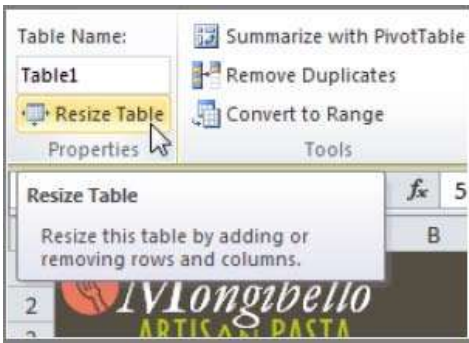 Table Name:
Summarize with PivotTable
Table1
Remove Duplicates
Resize Table
Convert to Range
Properties
Tools
Resize Table
fx 5
Resize this table by adding or
removing rows and columns.
B
2
Mongibello
ARTISAN PASTA